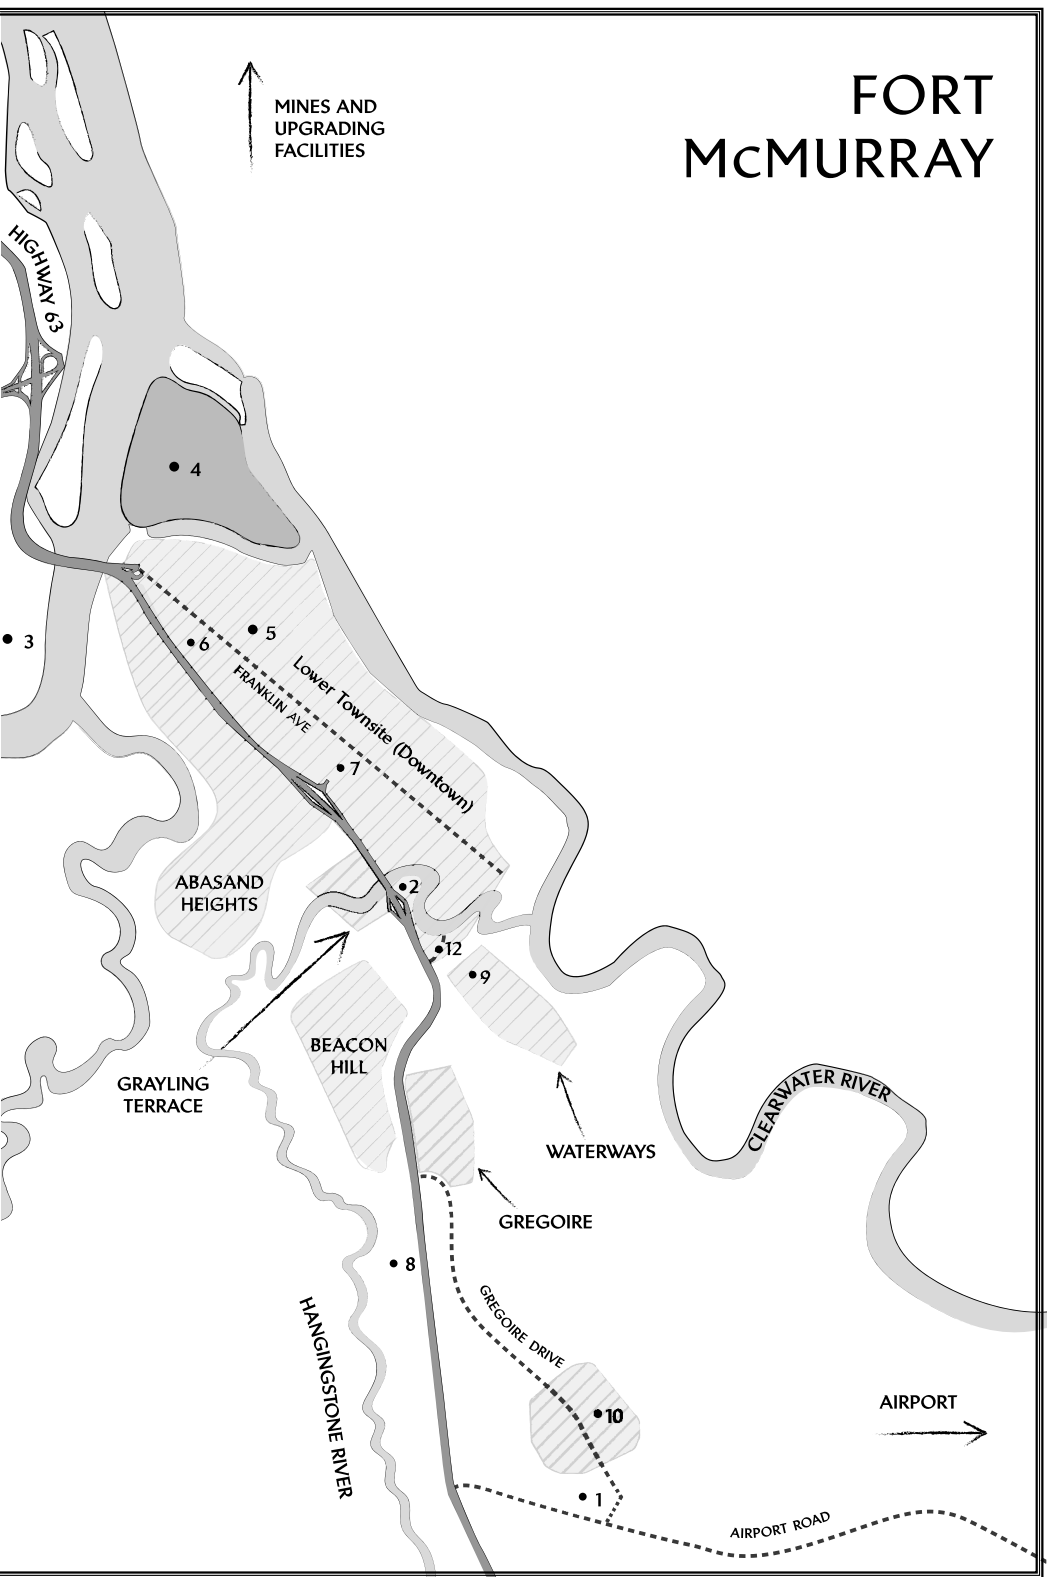 FORT
McMURRAY
MINES AND
UPGRADING
FACILITIES
HIGHWAY 63
4
3
5
6
FRANKLIN AVE
Lower Townsite (Downtown)
7
ABASAND
HEIGHTS
2
12
9
BEACON
HILL
GRAYLING
TERRACE
CLEARWATER RIVER
WATERWAYS
GREGOIRE
8
GREGOIRE DRIVE
HANGINGSTONE RIVER
AIRPORT
10
1
AIRPORT ROAD